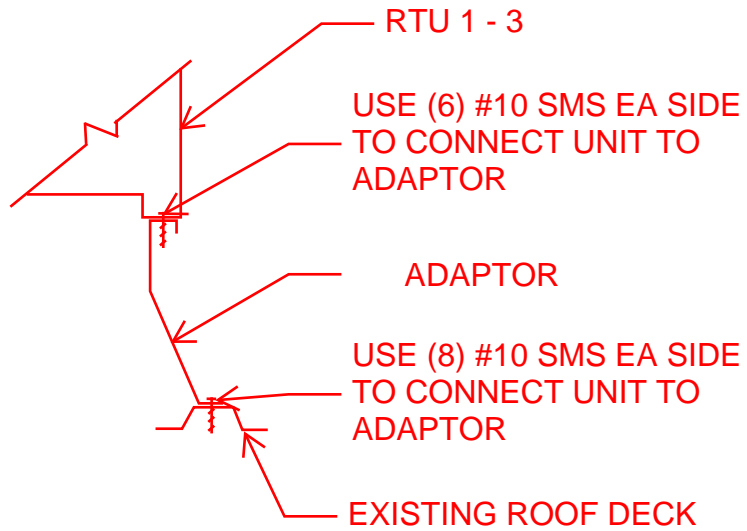 RTU 1 - 3
USE (6) #10 SMS EA SIDE
TO CONNECT UNIT TO
ADAPTOR
ADAPTOR
USE (8) #10 SMS EA SIDE
TO CONNECT UNIT TO
ADAPTOR
EXISTING ROOF DECK